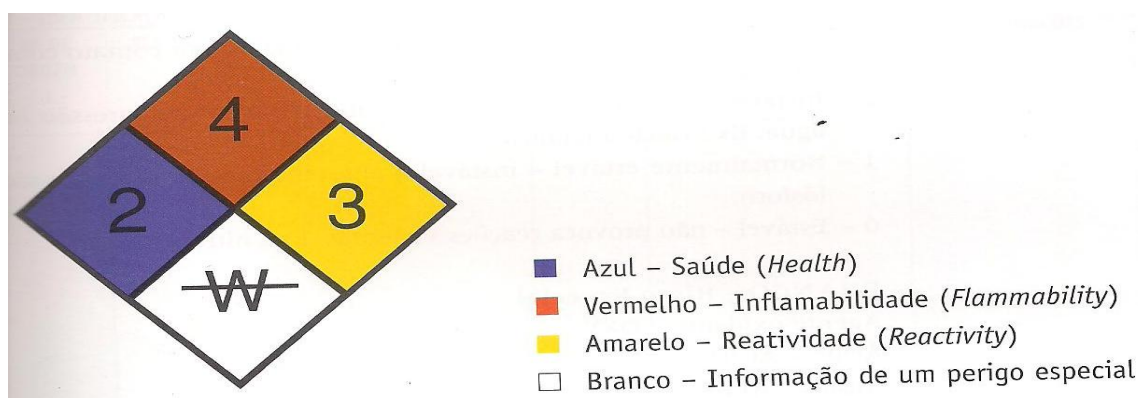 4
2
3
W
Azul – Saúde (Health)
Vermelho – Inflamabilidade (Flammability)
Amarelo – Reatividade (Reactivity)
Branco – Informação de um perigo especial